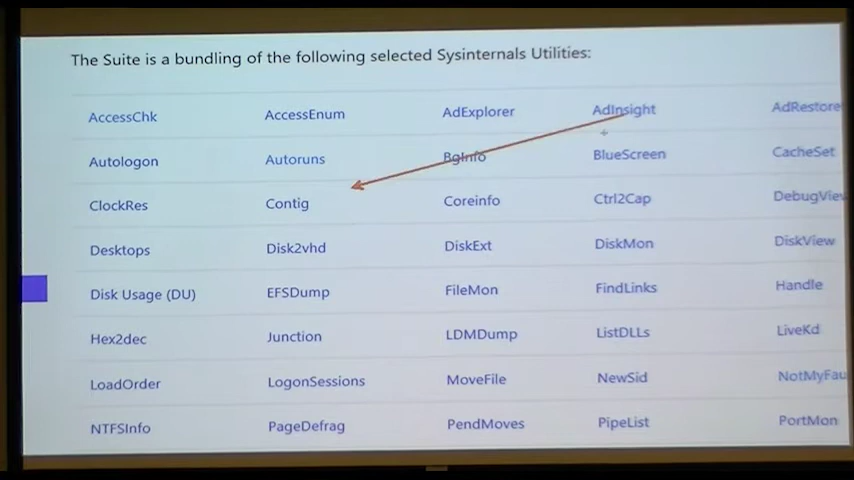 The Suite is a bundling of the following selected Sysinternals Utilities:
AccessChk AccessEnum AdExplorer AdInsight AdRestore
Autologon Autoruns BgInfo BlueScreen CacheSet
ClockRes Contig Coreinfo Ctrl2Cap DebugView
Desktops Disk2vhd DiskExt DiskMon DiskView
Disk Usage (DU) EFSDump FileMon FindLinks Handle
Hex2dec Junction LDMDump ListDLLs LiveKd
LoadOrder LogonSessions MoveFile NewSid NotMyFau
NTFSInfo PageDefrag PendMoves PipeList PortMon